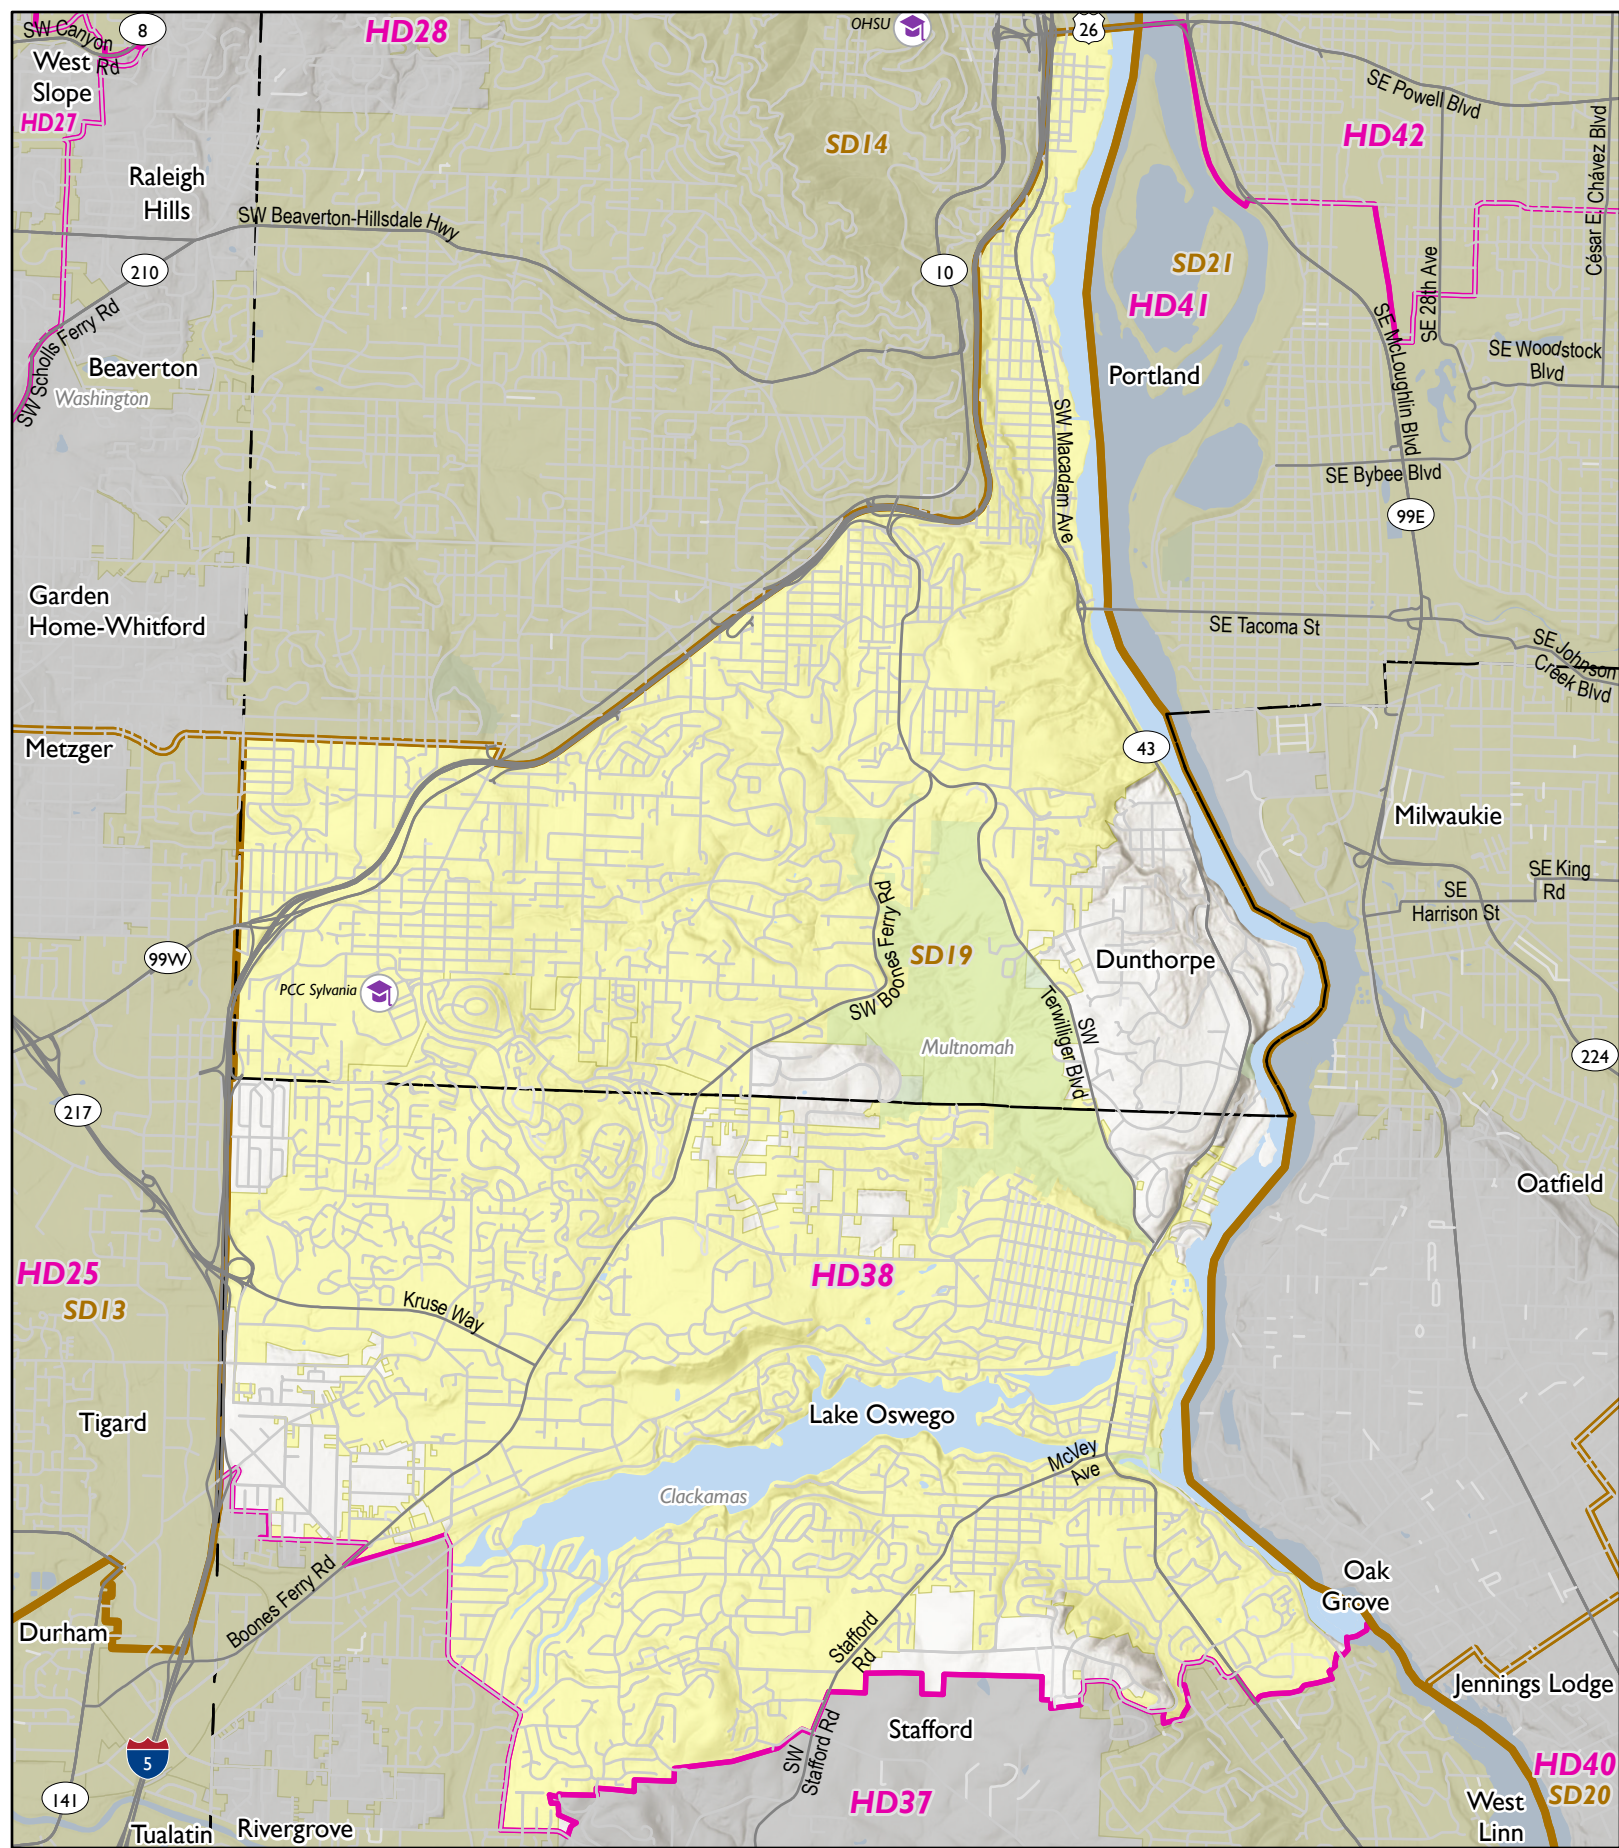 SW Canyon
Rd
8
HD28
OHSU
26
West
Slope
HD27
SE Powell Blvd
HD42
SD14
César E Chávez Blvd
Raleigh
Hills
SW Beaverton-Hillsdale Hwy
210
10
SD21
HD41
SE 28th Ave
SW Scholls Ferry Rd
Beaverton
Washington
Portland
SE McLoughlin Blvd
SE Woodstock
Blvd
SW Macadam Ave
SE Bybee Blvd
99E
Garden
Home-Whitford
SE Tacoma St
SE Johnson
Creek Blvd
Metzger
43
Milwaukie
SE King
Rd
SE
Harrison St
SW Boones Ferry Rd
99W
SD19
Dunthorpe
PCC Sylvania
SW
Terwilliger Blvd
Multnomah
224
217
Oatfield
HD25
SD13
HD38
Kruse Way
Tigard
Lake Oswego
McVey
Ave
Clackamas
Boones Ferry Rd
Durham
Stafford
Rd
Oak
Grove
Jennings Lodge
Stafford
SW
Stafford Rd
5
HD40
SD20
141
HD37
West
Linn
Tualatin
Rivergrove